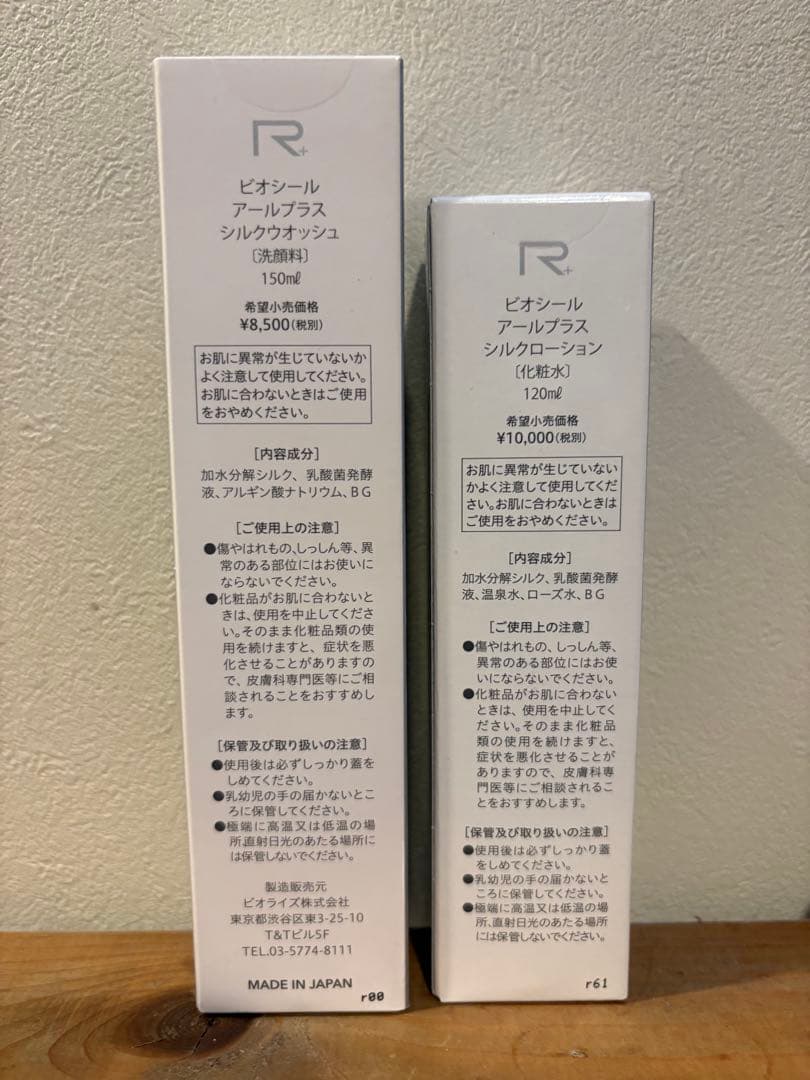 R+
ビオシール
アールプラス
シルクウオッシュ
［洗顔料］
150㎖
希望小売価格
¥8,500(税別)
お肌に異常が生じていないか
よく注意して使用してください。
お肌に合わないときはご使用
をおやめください。
［内容成分］
加水分解シルク、乳酸菌発酵
液、アルギン酸ナトリウム、BG
［ご使用上の注意］
●傷やはれもの、しっしん等、異
常のある部位にはお使いに
ならないでください。
●化粧品がお肌に合わないと
きは、使用を中止してくださ
い。そのまま化粧品類の使
用を続けますと、症状を悪
化させることがありますの
で、皮膚科専門医等にご相
談されることをおすすめし
ます。
［保管及び取り扱いの注意］
●使用後は必ずしっかり蓋を
しめてください。
●乳幼児の手の届かないとこ
ろに保管してください。
●極端に高温又は低温の場
所、直射日光のあたる場所に
は保管しないでください。
製造販売元
ビオライズ株式会社
東京都渋谷区東3-25-10
T&Tビル5F
TEL.03-5774-8111
MADE IN JAPAN
r00
R+
ビオシール
アールプラス
シルクローション
［化粧水］
120㎖
希望小売価格
¥10,000(税別)
お肌に異常が生じていない
かよく注意して使用してくだ
さい。お肌に合わないときは
ご使用をおやめください。
［内容成分］
加水分解シルク、乳酸菌発酵
液、温泉水、ローズ水、BG
［ご使用上の注意］
●傷やはれもの、しっしん等、
異常のある部位にはお使
いにならないでください。
●化粧品がお肌に合わない
ときは、使用を中止してく
ださい。そのまま化粧品
類の使用を続けますと、
症状を悪化させることが
ありますので、皮膚科専
門医等にご相談されるこ
とをおすすめします。
［保管及び取り扱いの注意］
●使用後は必ずしっかり蓋
をしめてください。
●乳幼児の手の届かないと
ころに保管してください。
●極端に高温又は低温の場
所、直射日光のあたる場所
には保管しないでください。
r61